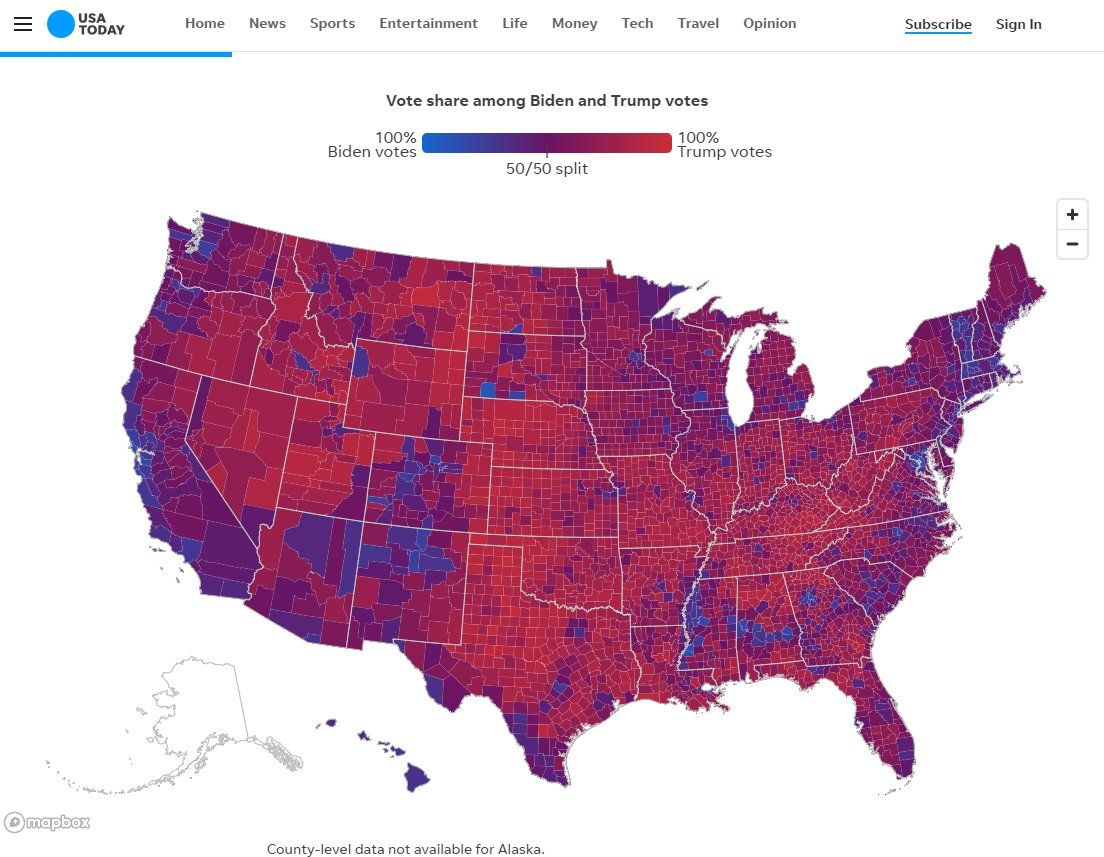 USA
TODAY
Home News Sports Entertainment Life Money Tech Travel Opinion Subscribe Sign In
Vote share among Biden and Trump votes
100%
Biden votes
100%
Trump votes
50/50 split
+
−
mapbox
County-level data not available for Alaska.